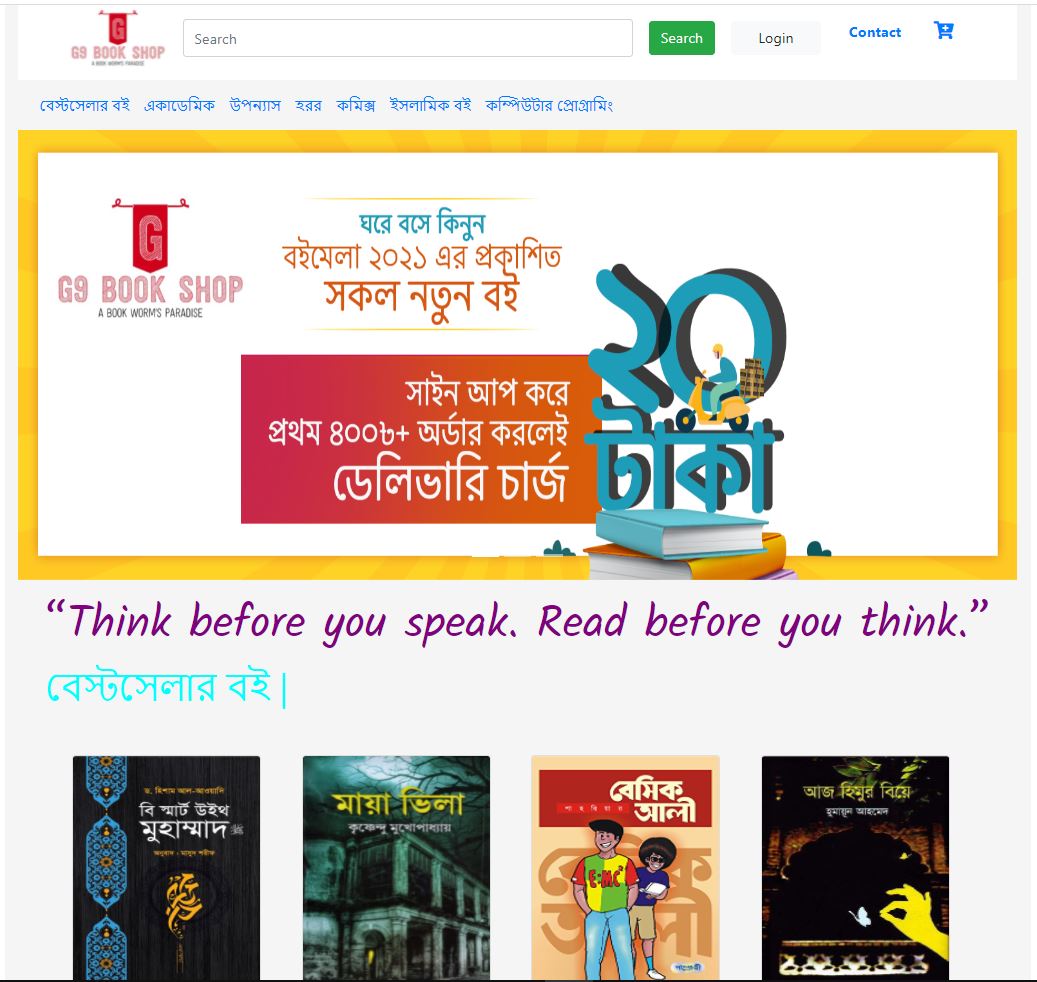 G
G9 BOOK SHOP
A BOOK WORM'S PARADISE
Search
Search
Login
Contact
বেস্টসেলার বই একাডেমিক উপন্যাস হরর কমিক্স ইসলামিক বই কম্পিউটার প্রোগ্রামিং
G
G9 BOOK SHOP
A BOOK WORM'S PARADISE
ঘরে বসে কিনুন
বইমেলা ২০২১ এর প্রকাশিত
সকল নতুন বই
সাইন আপ করে
প্রথম ৪০০৳+ অর্ডার করলেই
ডেলিভারি চার্জ
২০
টাকা
“Think before you speak. Read before you think.”
বেস্টসেলার বই |
ড. হিশাম আল-আওয়াদি
বি স্মার্ট উইথ
মুহাম্মাদ ﷺ
অনুবাদ : মাসুদ শরীফ
মায়া ভিলা
কৃষ্ণেন্দু মুখোপাধ্যায়
বেসিক
শাহরিয়ার
আলী
বেসিক
আলী
E=MC²
পাঞ্জেরী
আজ হিমুর বিয়ে
হুমায়ূন আহমেদ